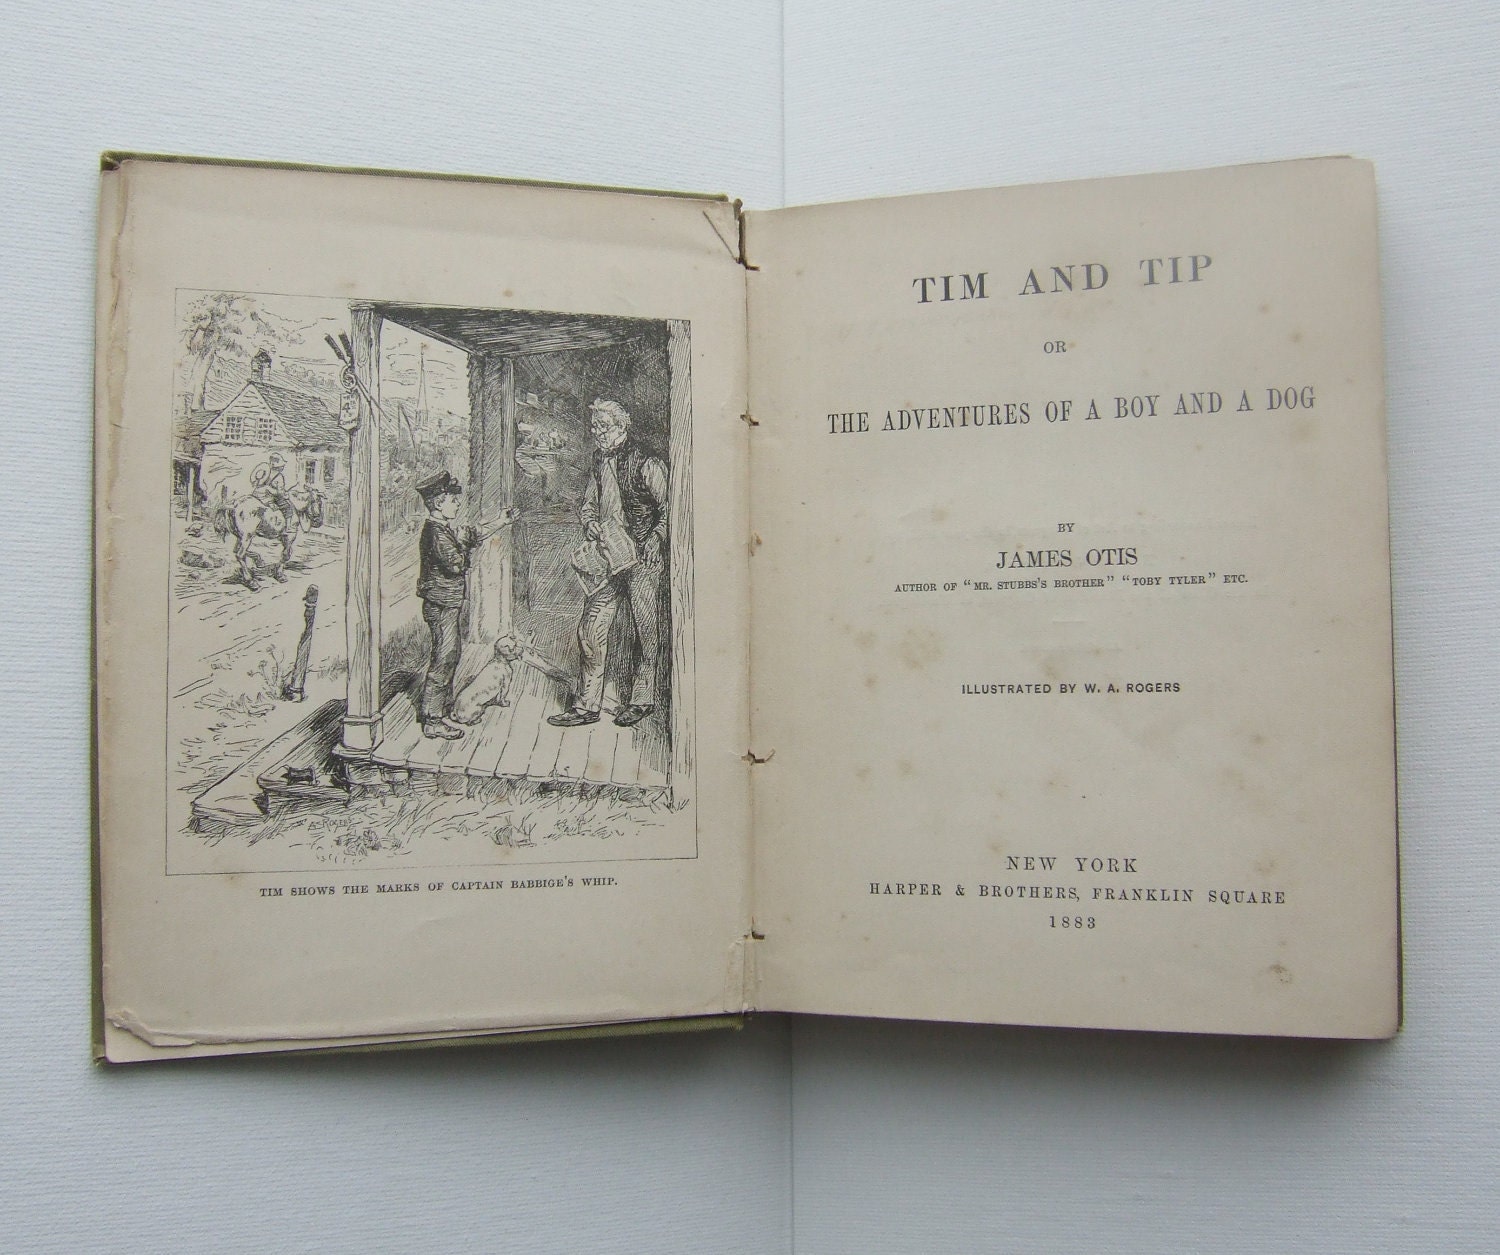 TIM SHOWS THE MARKS OF CAPTAIN BABBIGE'S WHIP.
TIM AND TIP
OR
THE ADVENTURES OF A BOY AND A DOG
BY
JAMES OTIS
AUTHOR OF "MR. STUBBS'S BROTHER" "TOBY TYLER" ETC.
ILLUSTRATED BY W. A. ROGERS
NEW YORK
HARPER & BROTHERS, FRANKLIN SQUARE
1883